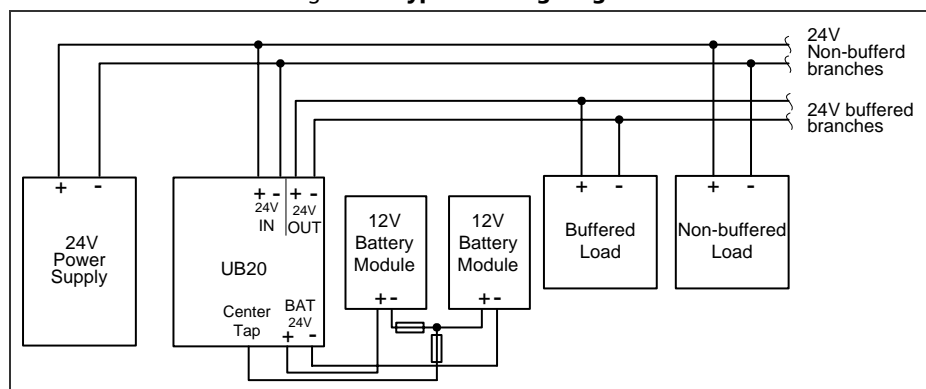 24V
Non-bufferd
branches
24V buffered
branches
+ -
24V
Power
Supply
+ - + -
24V 24V
IN OUT
UB20
Center
Tap
BAT
24V
+ -
12V
Battery
Module
+ -
12V
Battery
Module
+ -
+ -
Buffered
Load
+ -
Non-buffered
Load